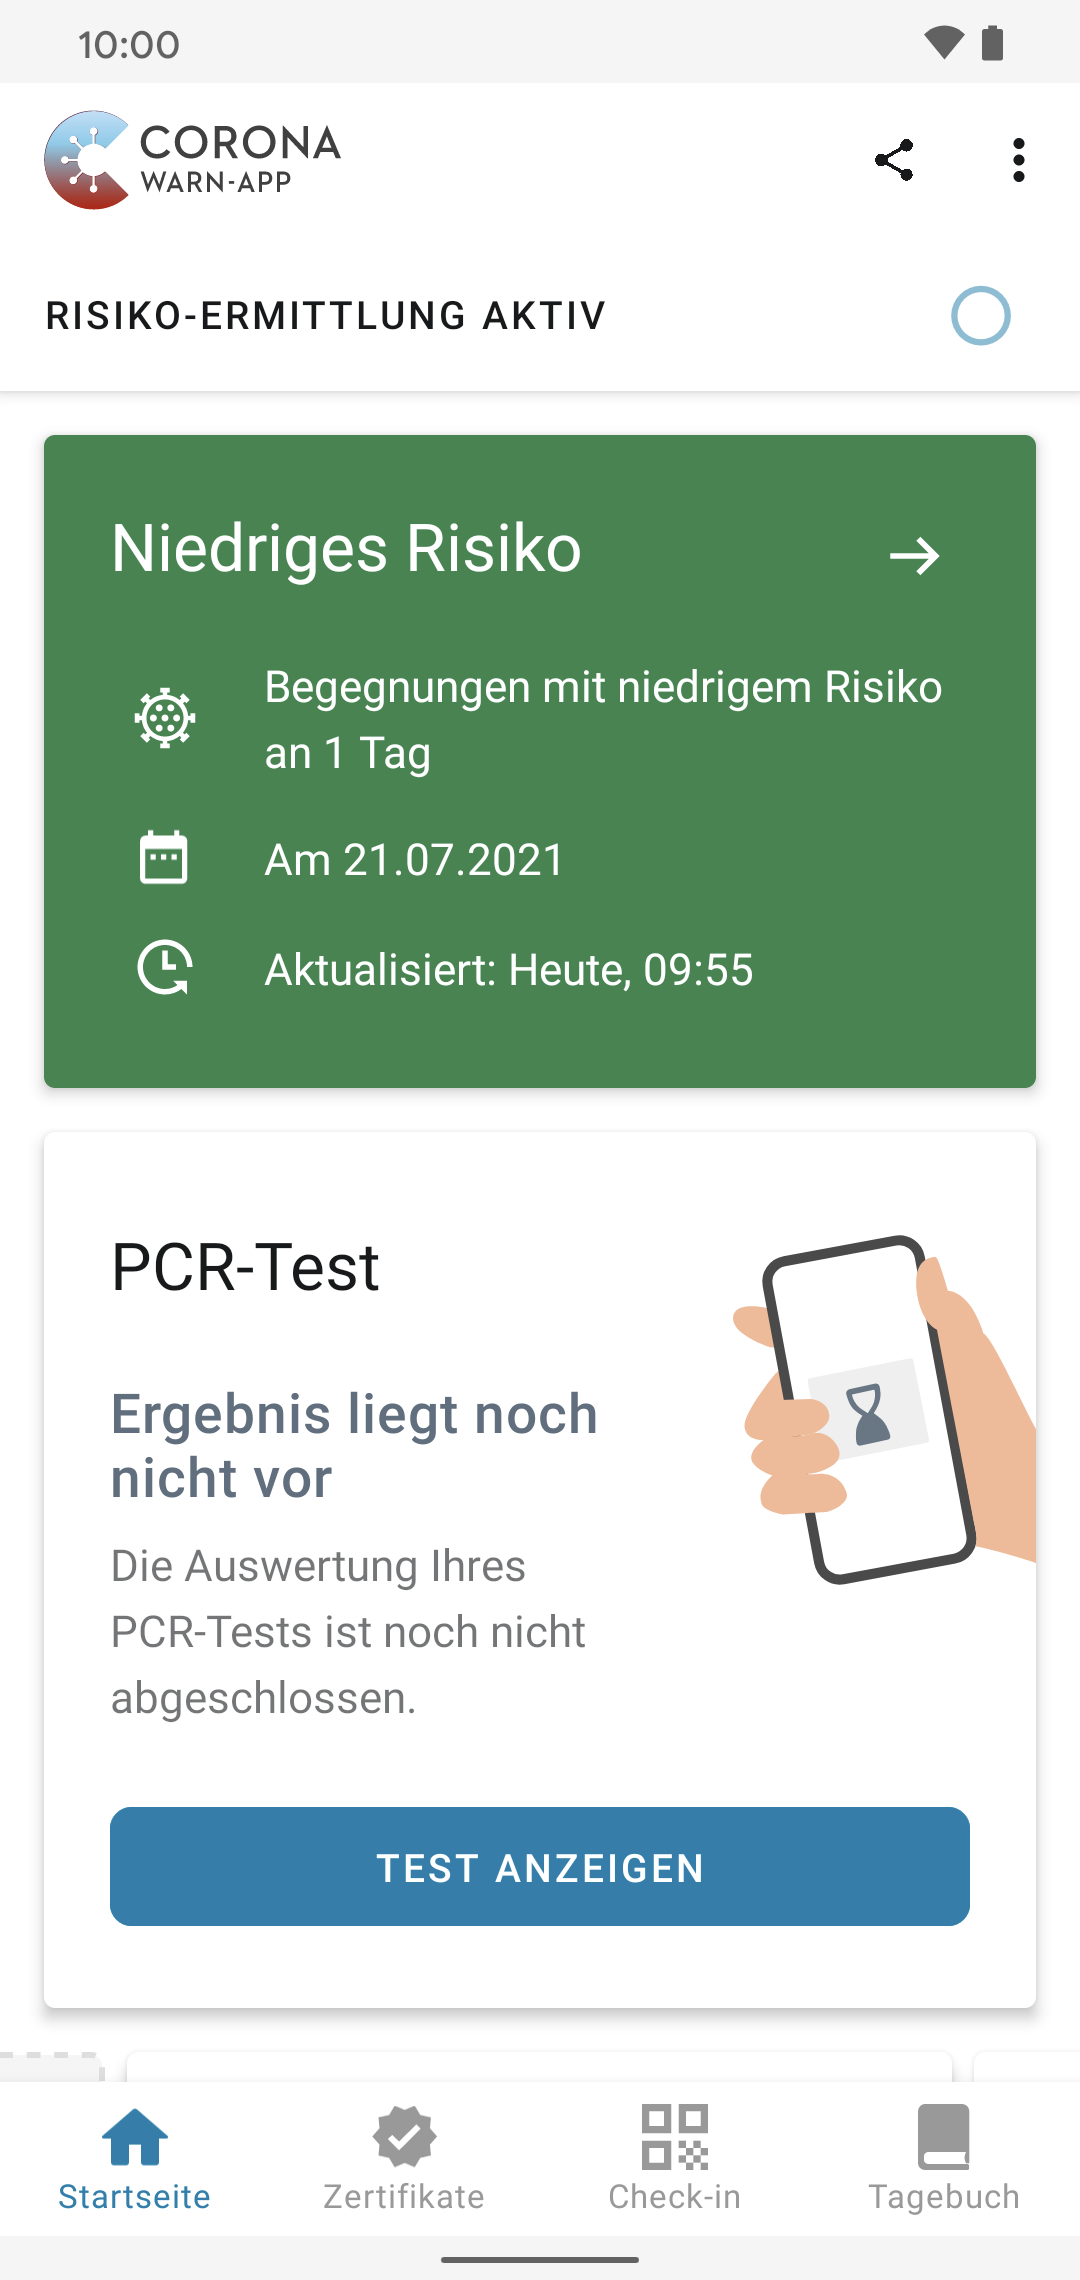 10:00
CORONA
WARN-APP
RISIKO-ERMITTLUNG AKTIV
Niedriges Risiko
Begegnungen mit niedrigem Risiko
an 1 Tag
Am 21.07.2021
Aktualisiert: Heute, 09:55
PCR-Test
Ergebnis liegt noch
nicht vor
Die Auswertung Ihres
PCR-Tests ist noch nicht
abgeschlossen.
TEST ANZEIGEN
Startseite
Zertifikate
Check-in
Tagebuch